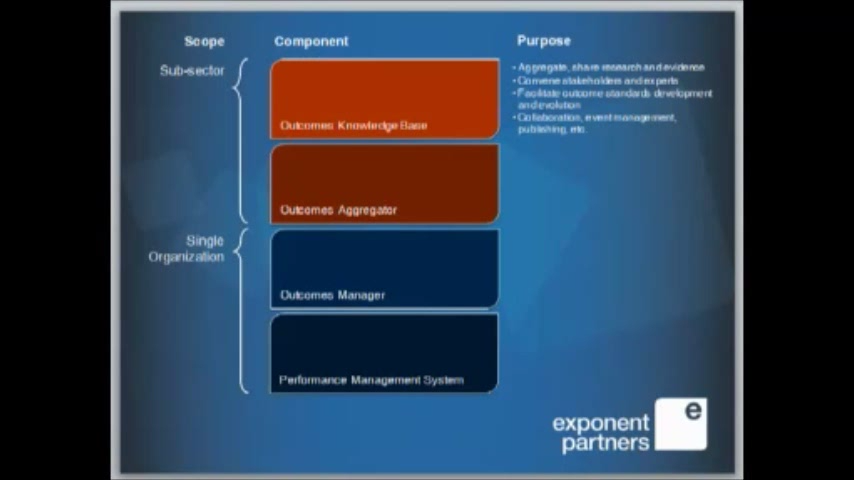 Scope
Component
Purpose
Sub-sector
• Aggregate, share research and evidence
• Convene stakeholders and experts
• Facilitate outcome standards development
and evolution
• Collaboration, event management,
publishing, etc
Outcomes Knowledge Base
Outcomes Aggregator
Single
Organization
Outcomes Manager
Performance Management System
exponent
partners
e